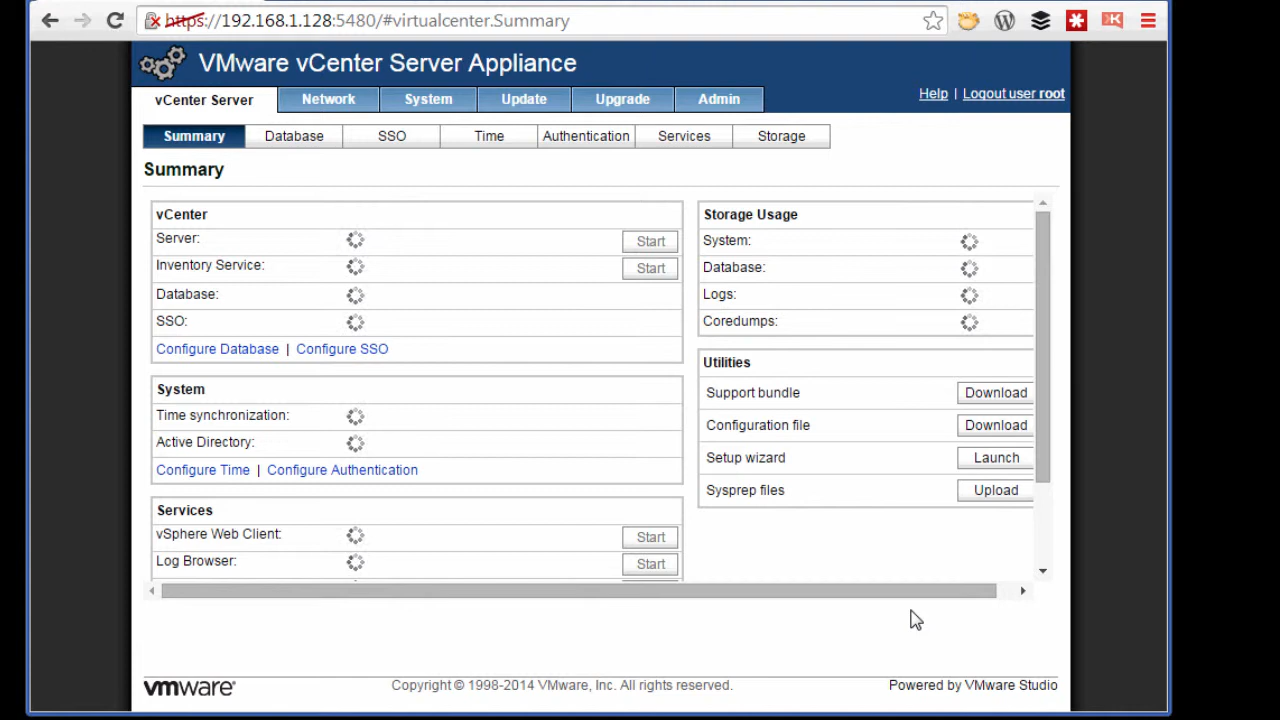 https://192.168.1.128:5480/#virtualcenter.Summary
VMware vCenter Server Appliance
vCenter Server Network System Update Upgrade Admin
Help | Logout user root
Summary Database SSO Time Authentication Services Storage
Summary
vCenter
Server: Start
Inventory Service: Start
Database:
SSO:
Configure Database | Configure SSO
System
Time synchronization:
Active Directory:
Configure Time | Configure Authentication
Services
vSphere Web Client: Start
Log Browser: Start
Storage Usage
System:
Database:
Logs:
Coredumps:
Utilities
Support bundle Download
Configuration file Download
Setup wizard Launch
Sysprep files Upload
vmware
Copyright © 1998-2014 VMware, Inc. All rights reserved.
Powered by VMware Studio